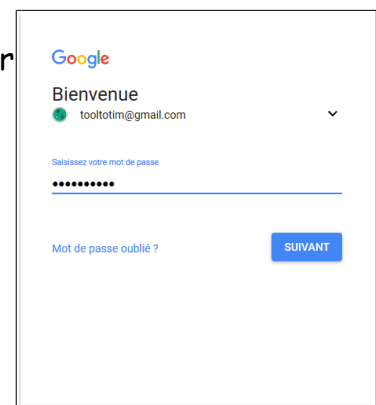 r
Google
Bienvenue
tooltotim@gmail.com
Saisissez votre mot de passe
••••••••••
Mot de passe oublié ?
SUIVANT